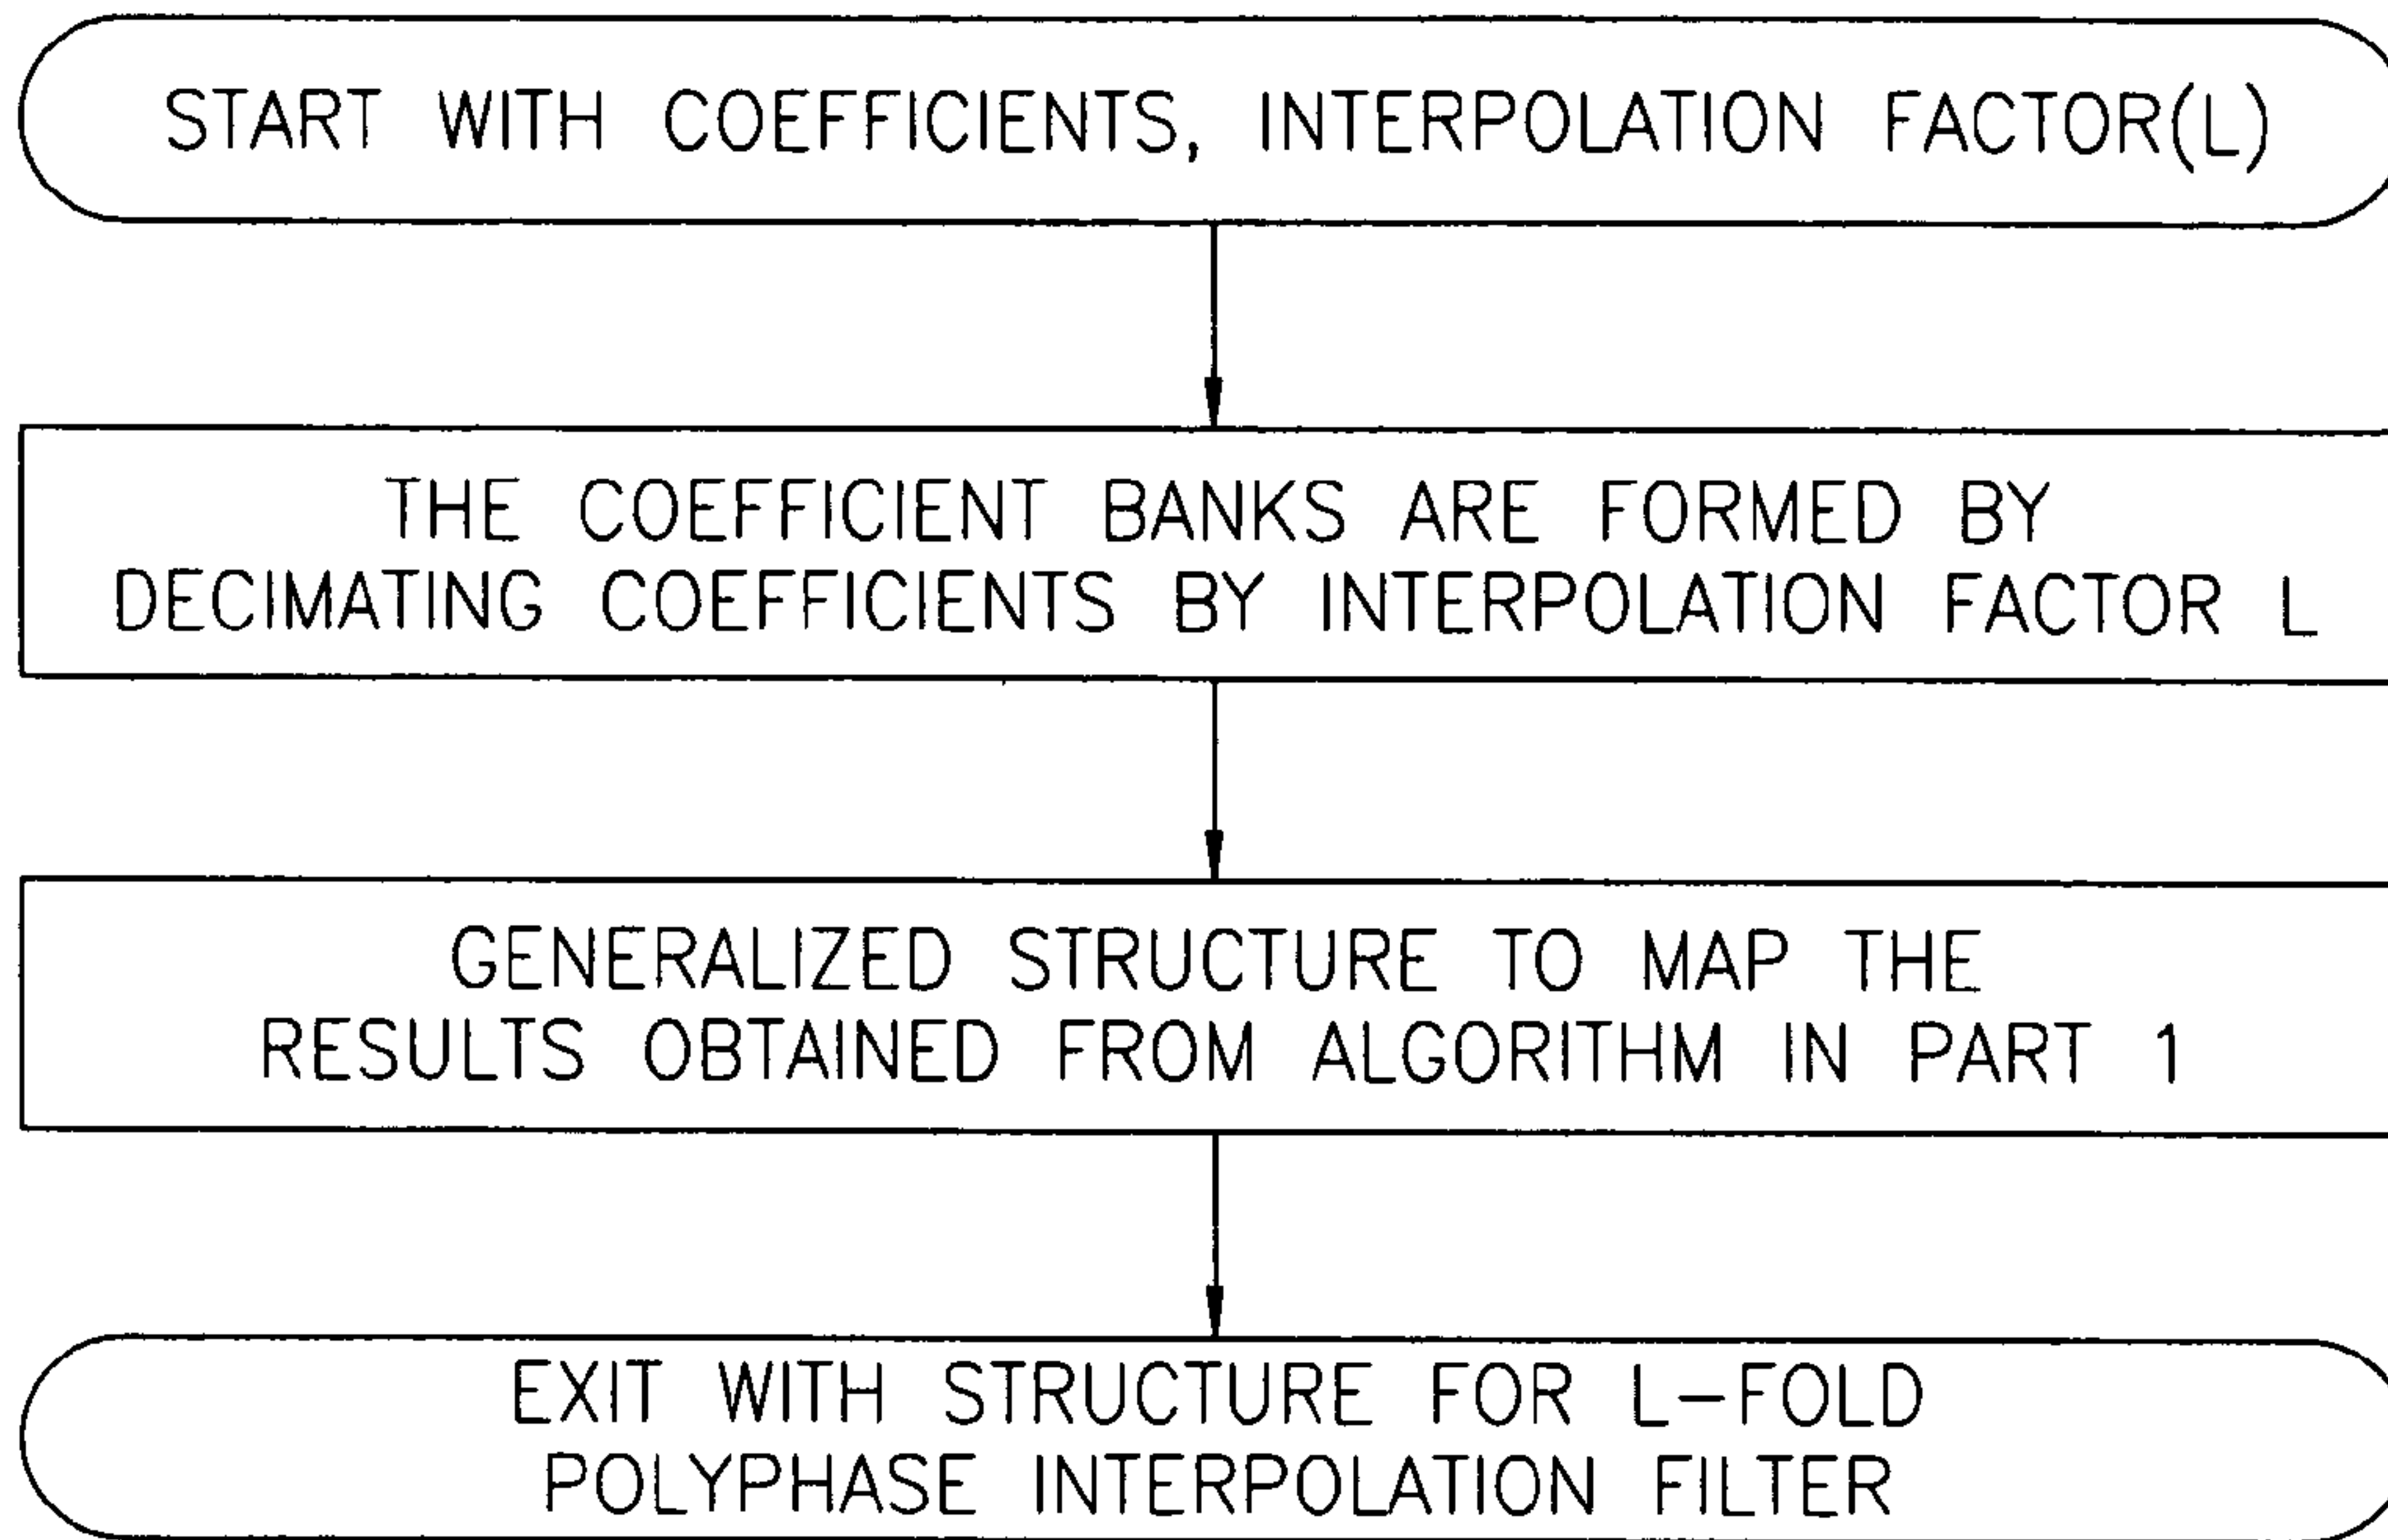 START WITH COEFFICIENTS, INTERPOLATION FACTOR(L)
THE COEFFICIENT BANKS ARE FORMED BY
DECIMATING COEFFICIENTS BY INTERPOLATION FACTOR L
GENERALIZED STRUCTURE TO MAP THE
RESULTS OBTAINED FROM ALGORITHM IN PART 1
EXIT WITH STRUCTURE FOR L-FOLD
POLYPHASE INTERPOLATION FILTER